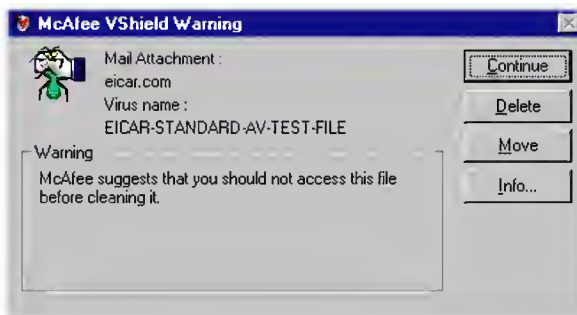 McAfee VShield Warning
Mail Attachment :
eicar.com
Virus name :
EICAR-STANDARD-AV-TEST-FILE
Warning
McAfee suggests that you should not access this file
before cleaning it.
Continue
Delete
Move
Info...